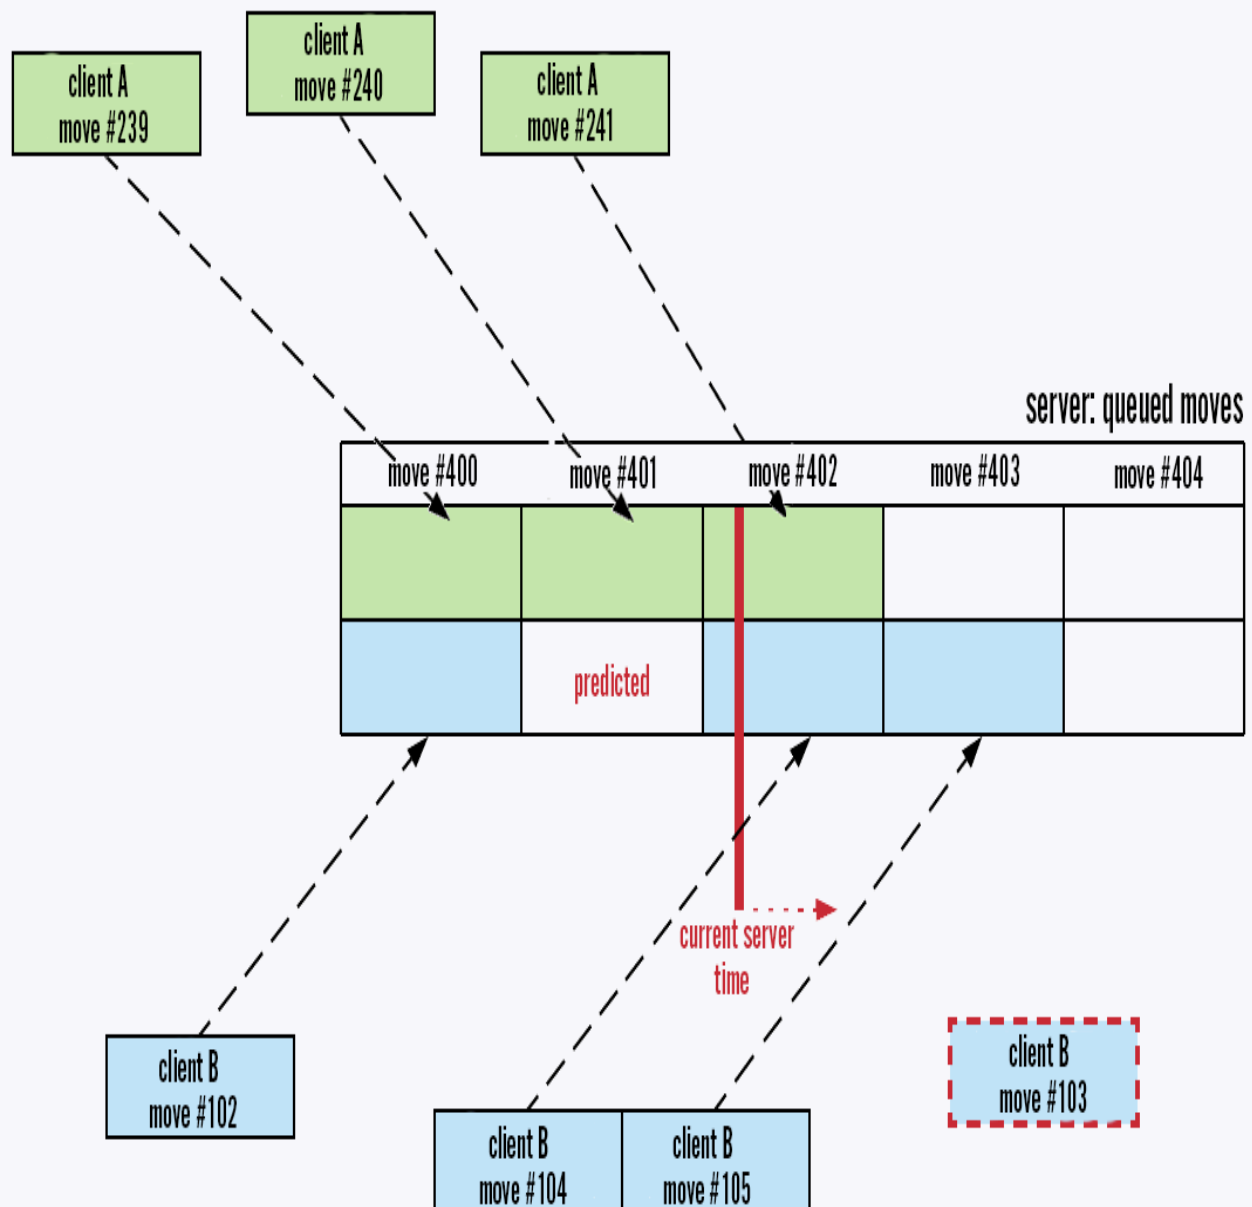 client A
move #239
client A
move #240
client A
move #241
server: queued moves
move #400
move #401
move #402
move #403
move #404
predicted
current server
time
client B
move #102
client B
move #104
client B
move #105
client B
move #103